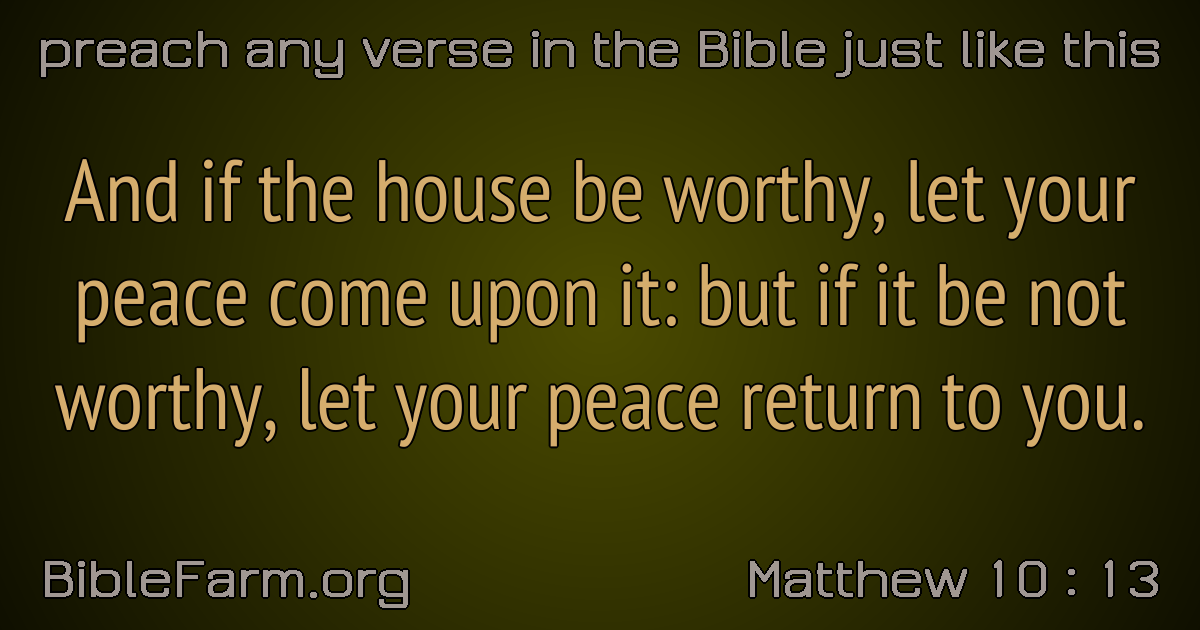 preach any verse in the Bible just like this
And if the house be worthy, let your
peace come upon it: but if it be not
worthy, let your peace return to you.
BibleFarm.org
Matthew 10 : 13